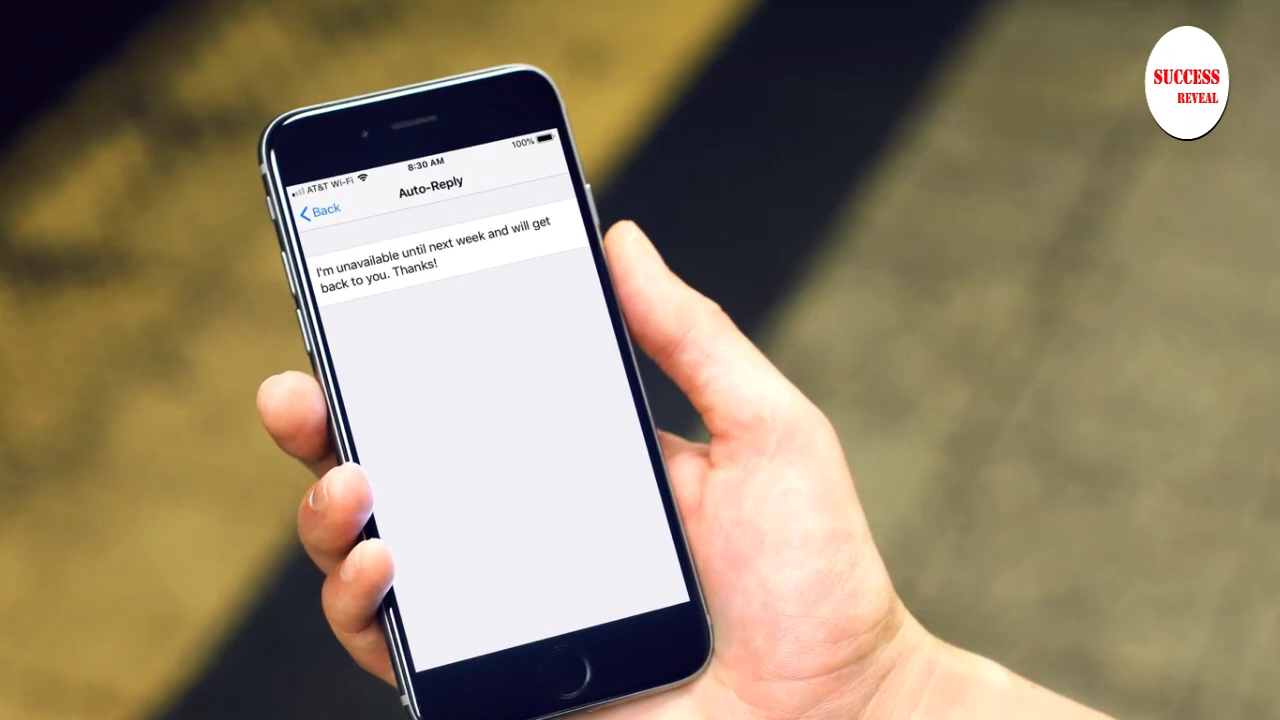 SUCCESS
REVEAL
AT&T Wi-Fi 8:30 AM 100%
Back Auto-Reply
I'm unavailable until next week and will get
back to you. Thanks!